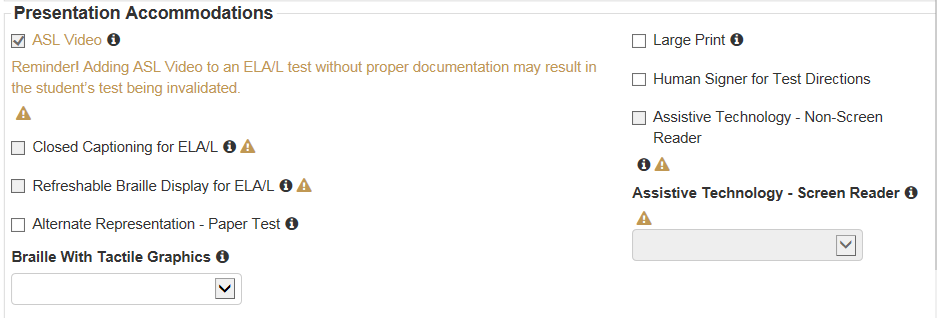 Presentation Accommodations
ASL Video
Reminder! Adding ASL Video to an ELA/L test without proper documentation may result in
the student's test being invalidated.
Closed Captioning for ELA/L
Refreshable Braille Display for ELA/L
Alternate Representation - Paper Test
Braille With Tactile Graphics
Large Print
Human Signer for Test Directions
Assistive Technology - Non-Screen
Reader
Assistive Technology - Screen Reader